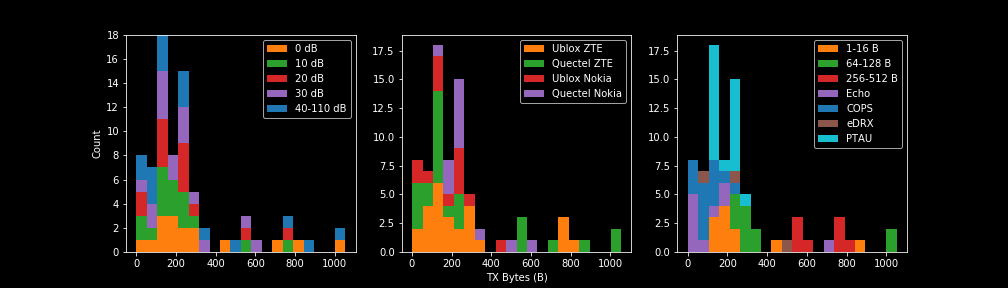 Count
18
16
14
12
10
8
6
4
2
0
0 200 400 600 800 1000
0 dB
10 dB
20 dB
30 dB
40-110 dB
17.5
15.0
12.5
10.0
7.5
5.0
2.5
0.0
0 200 400 600 800 1000
TX Bytes (B)
Ublox ZTE
Quectel ZTE
Ublox Nokia
Quectel Nokia
17.5
15.0
12.5
10.0
7.5
5.0
2.5
0.0
0 200 400 600 800 1000
1-16 B
64-128 B
256-512 B
Echo
COPS
eDRX
PTAU